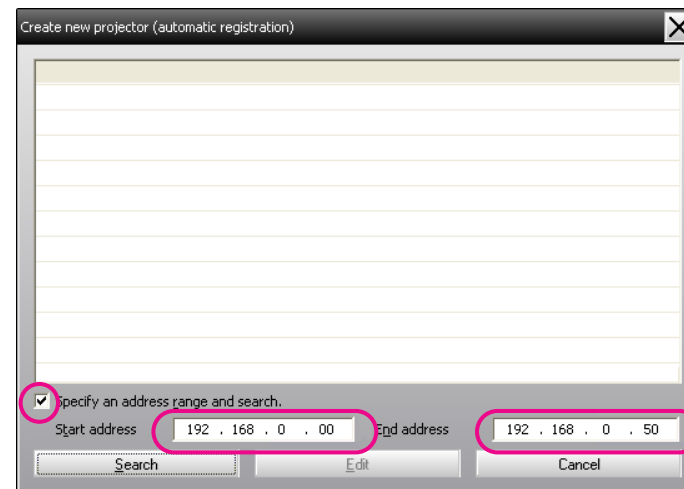 Create new projector (automatic registration)
Specify an address range and search.
Start address 192 . 168 . 0 . 00 End address 192 . 168 . 0 . 50
Search Edit Cancel